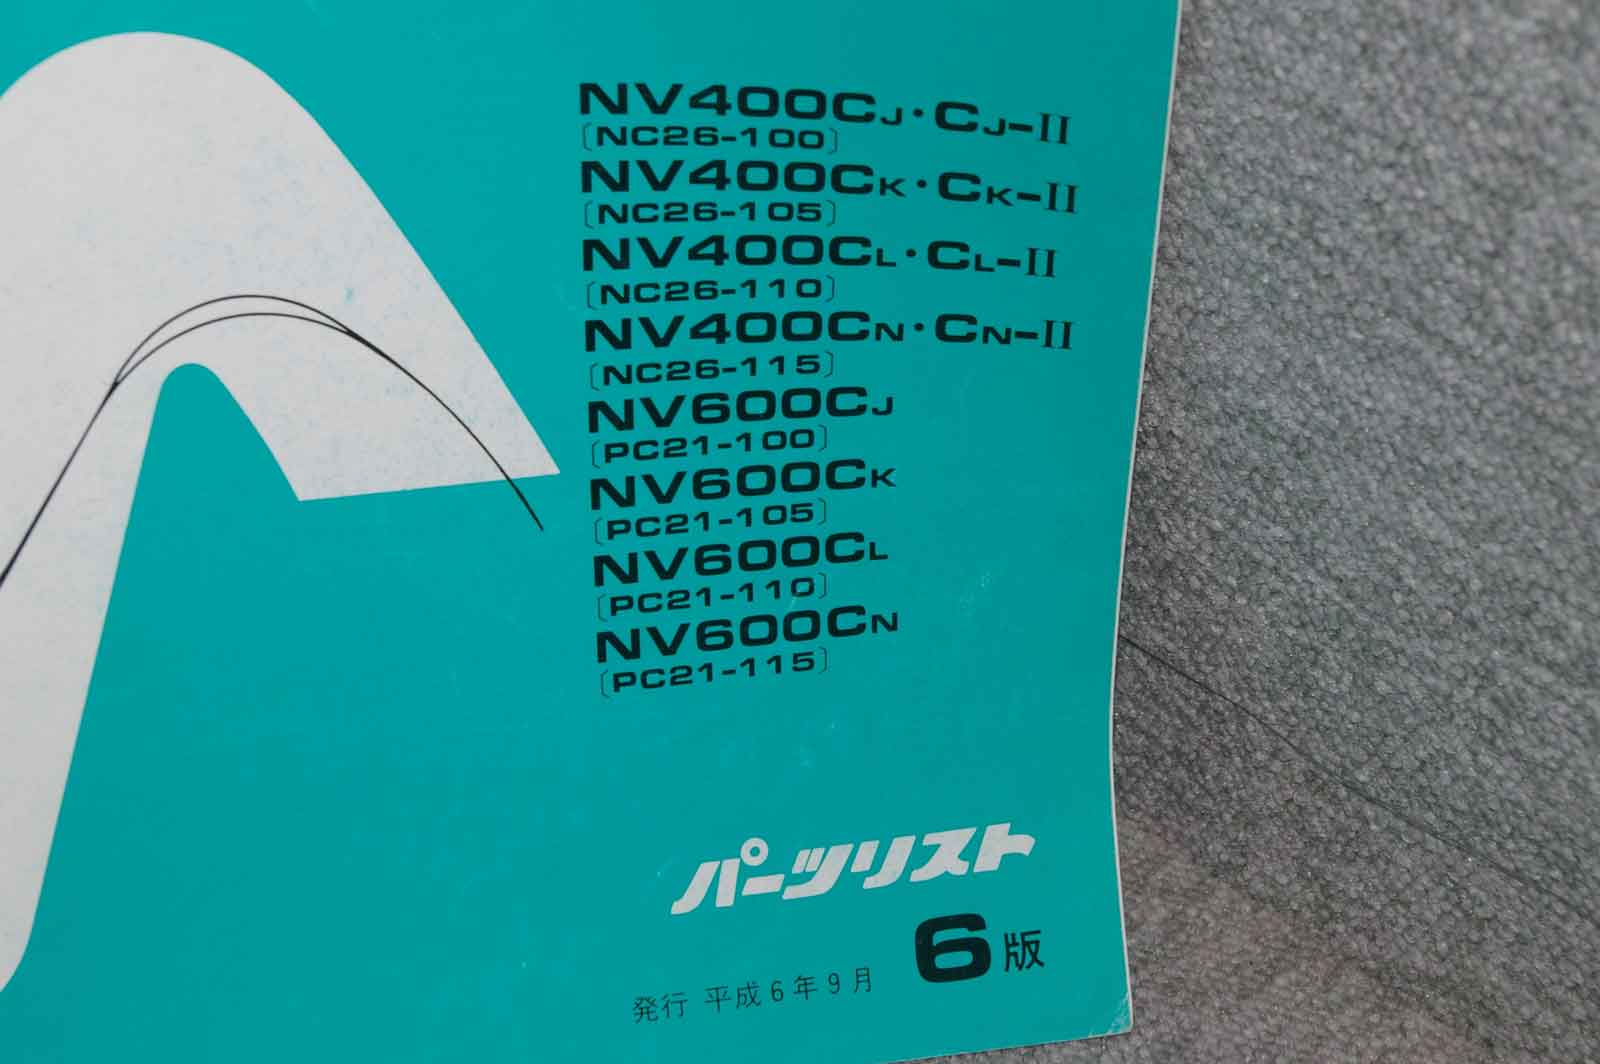 NV400CJ・CJ-II
〔NC26-100〕
NV400CK・CK-II
〔NC26-105〕
NV400CL・CL-II
〔NC26-110〕
NV400CN・CN-II
〔NC26-115〕
NV600CJ
〔PC21-100〕
NV600CK
〔PC21-105〕
NV600CL
〔PC21-110〕
NV600CN
〔PC21-115〕
パーツリスト
6版
発行 平成6年9月